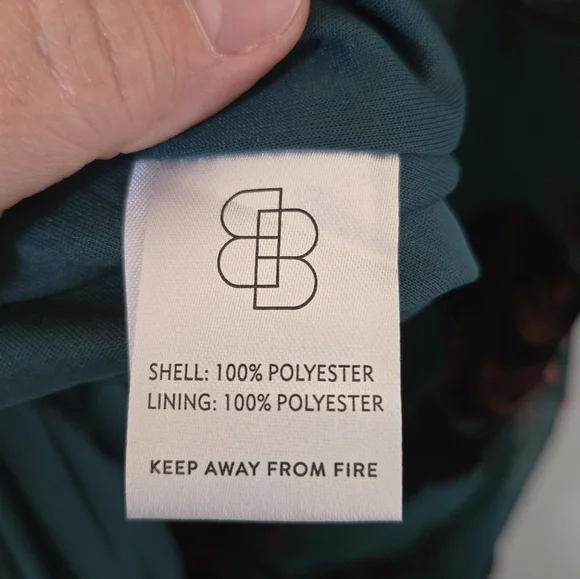 SHELL: 100% POLYESTER
LINING: 100% POLYESTER
KEEP AWAY FROM FIRE